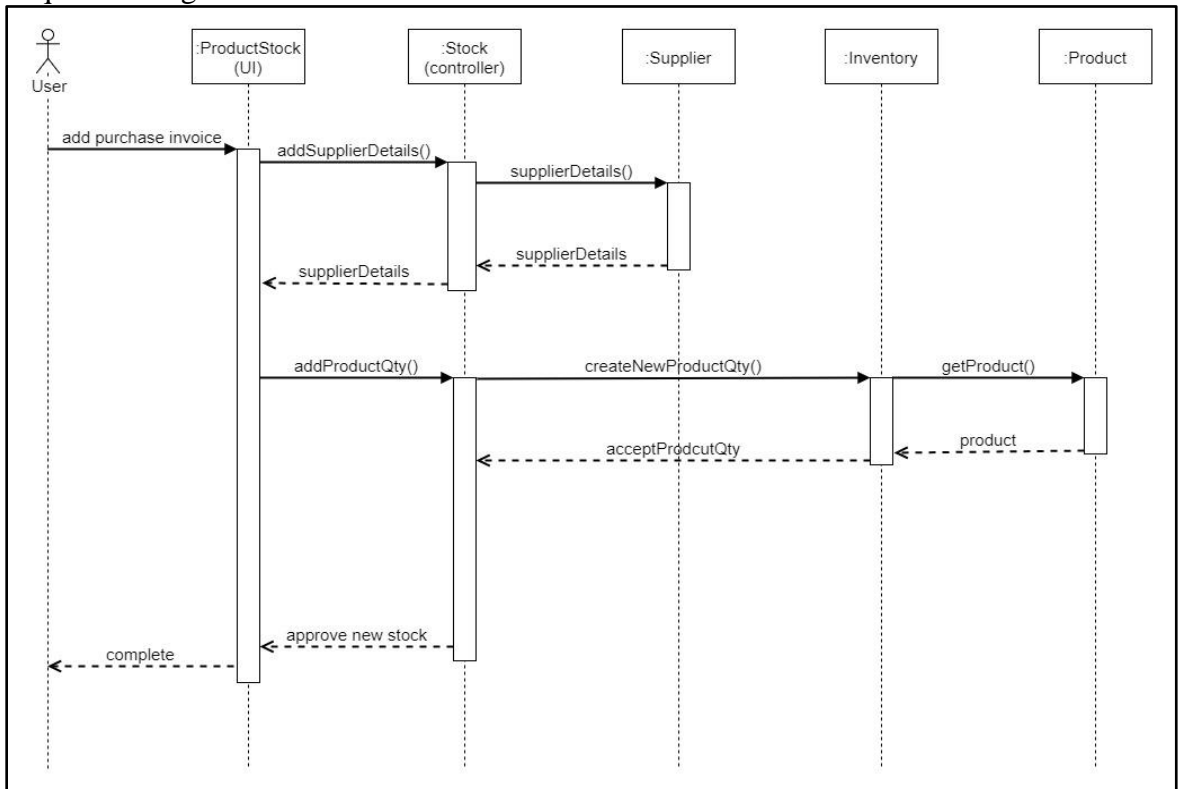 :ProductStock
(UI)
:Stock
(controller)
:Supplier
:Inventory
:Product
User
add purchase invoice
addSupplierDetails()
supplierDetails()
supplierDetails
supplierDetails
addProductQty()
createNewProductQty()
getProduct()
product
acceptProdcutQty
approve new stock
complete